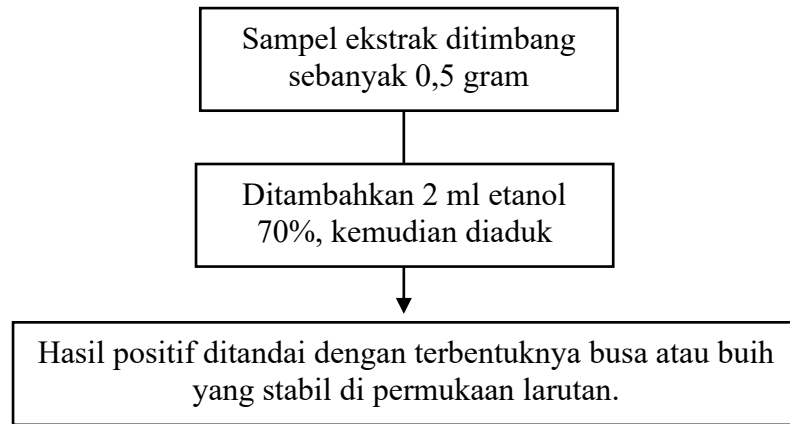 Sampel ekstrak ditimbang
sebanyak 0,5 gram
Ditambahkan 2 ml etanol
70%, kemudian diaduk
Hasil positif ditandai dengan terbentuknya busa atau buih
yang stabil di permukaan larutan.